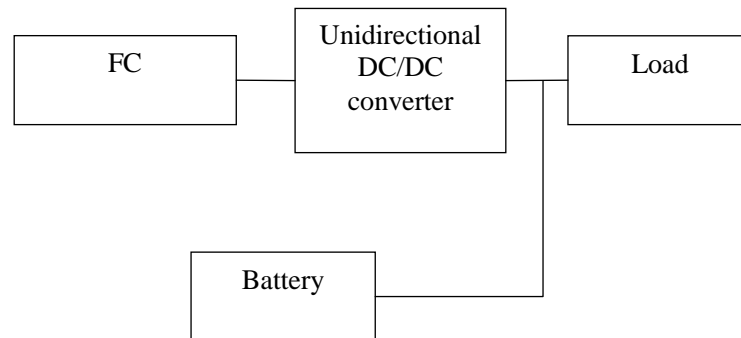 FC
Unidirectional
DC/DC
converter
Load
Battery